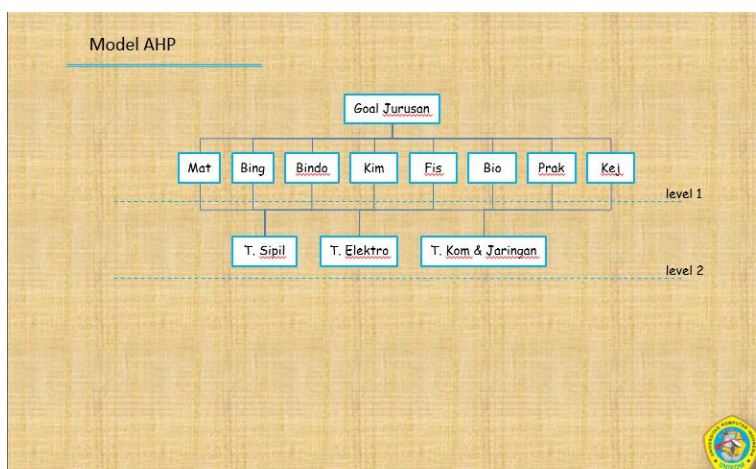 Model AHP
Goal Jurusan
Mat Bing Bindo Kim Fis Bio Prak Kej
level 1
T. Sipil T. Elektro T. Kom & Jaringan
level 2